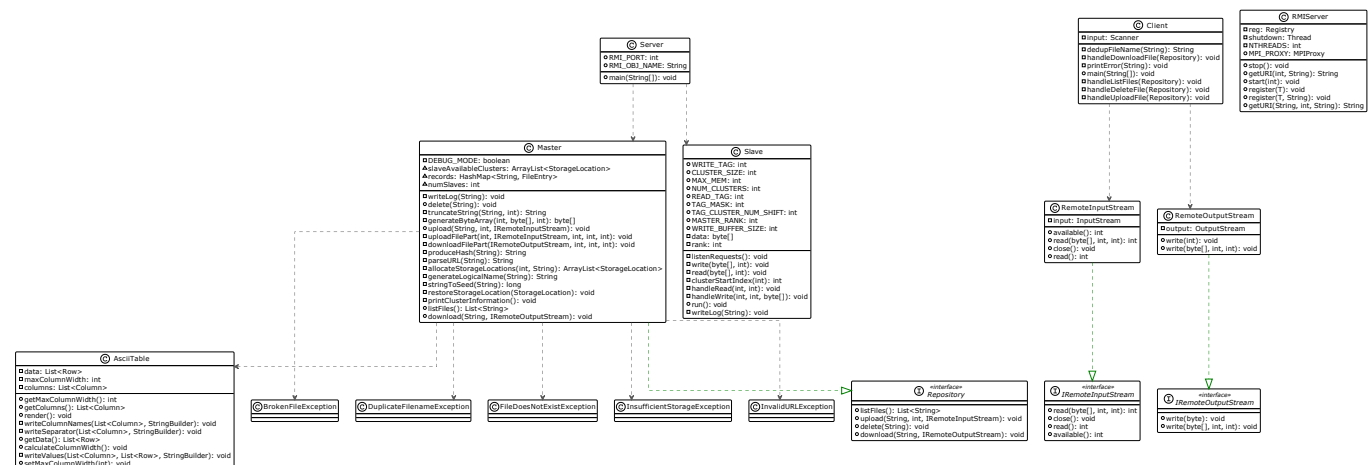 Server
RMI_PORT: int
RMI_OBJ_NAME: String
main(String[]): void
Client
input: Scanner
dedupFileName(String): String
handleDownloadFile(Repository): void
printError(String): void
main(String[]): void
handleListFiles(Repository): void
handleDeleteFile(Repository): void
handleUploadFile(Repository): void
RMIServer
reg: Registry
shutdown: Thread
NTHREADS: int
MPI_PROXY: MPIProxy
stop(): void
getURI(int, String): String
start(int): void
register(T): void
register(T, String): void
getURI(String, int, String): String
Master
DEBUG_MODE: boolean
slaveAvailableClusters: ArrayList<StorageLocation>
records: HashMap<String, FileEntry>
numSlaves: int
writeLog(String): void
delete(String): void
truncateString(String, int): String
generateByteArray(int, byte[], int): byte[]
upload(String, int, IRemoteInputStream): void
uploadFilePart(int, IRemoteInputStream, int, int, int): void
downloadFilePart(IRemoteOutputStream, int, int, int): void
produceHash(String): String
parseURL(String): String
allocateStorageLocations(int, String): ArrayList<StorageLocation>
generateLogicalName(String): String
stringToSeed(String): long
restoreStorageLocation(StorageLocation): void
printClusterInformation(): void
listFiles(): List<String>
download(String, IRemoteOutputStream): void
Slave
WRITE_TAG: int
CLUSTER_SIZE: int
MAX_MEM: int
NUM_CLUSTERS: int
READ_TAG: int
TAG_MASK: int
TAG_CLUSTER_NUM_SHIFT: int
MASTER_RANK: int
WRITE_BUFFER_SIZE: int
data: byte[]
rank: int
listenRequests(): void
write(byte[], int): void
read(byte[], int): void
clusterStartIndex(int): int
handleRead(int, int): void
handleWrite(int, int, byte[]): void
run(): void
writeLog(String): void
RemoteInputStream
input: InputStream
available(): int
read(byte[], int, int): int
close(): void
read(): int
RemoteOutputStream
output: OutputStream
write(int): void
write(byte[], int, int): void
AsciiTable
data: List<Row>
maxColumnWidth: int
columns: List<Column>
getMaxColumnWidth(): int
getColumns(): List<Column>
render(): void
writeColumnNames(List<Column>, StringBuilder): void
writeSeparator(List<Column>, StringBuilder): void
getData(): List<Row>
calculateColumnWidth(): void
writeValues(List<Column>, List<Row>, StringBuilder): void
setMaxColumnWidth(int): void
BrokenFileException
DuplicateFilenameException
FileDoesNotExistException
InsufficientStorageException
InvalidURLException
«interface»
Repository
listFiles(): List<String>
upload(String, int, IRemoteInputStream): void
delete(String): void
download(String, IRemoteOutputStream): void
«interface»
IRemoteInputStream
read(byte[], int, int): int
close(): void
read(): int
available(): int
«interface»
IRemoteOutputStream
write(byte): void
write(byte[], int, int): void